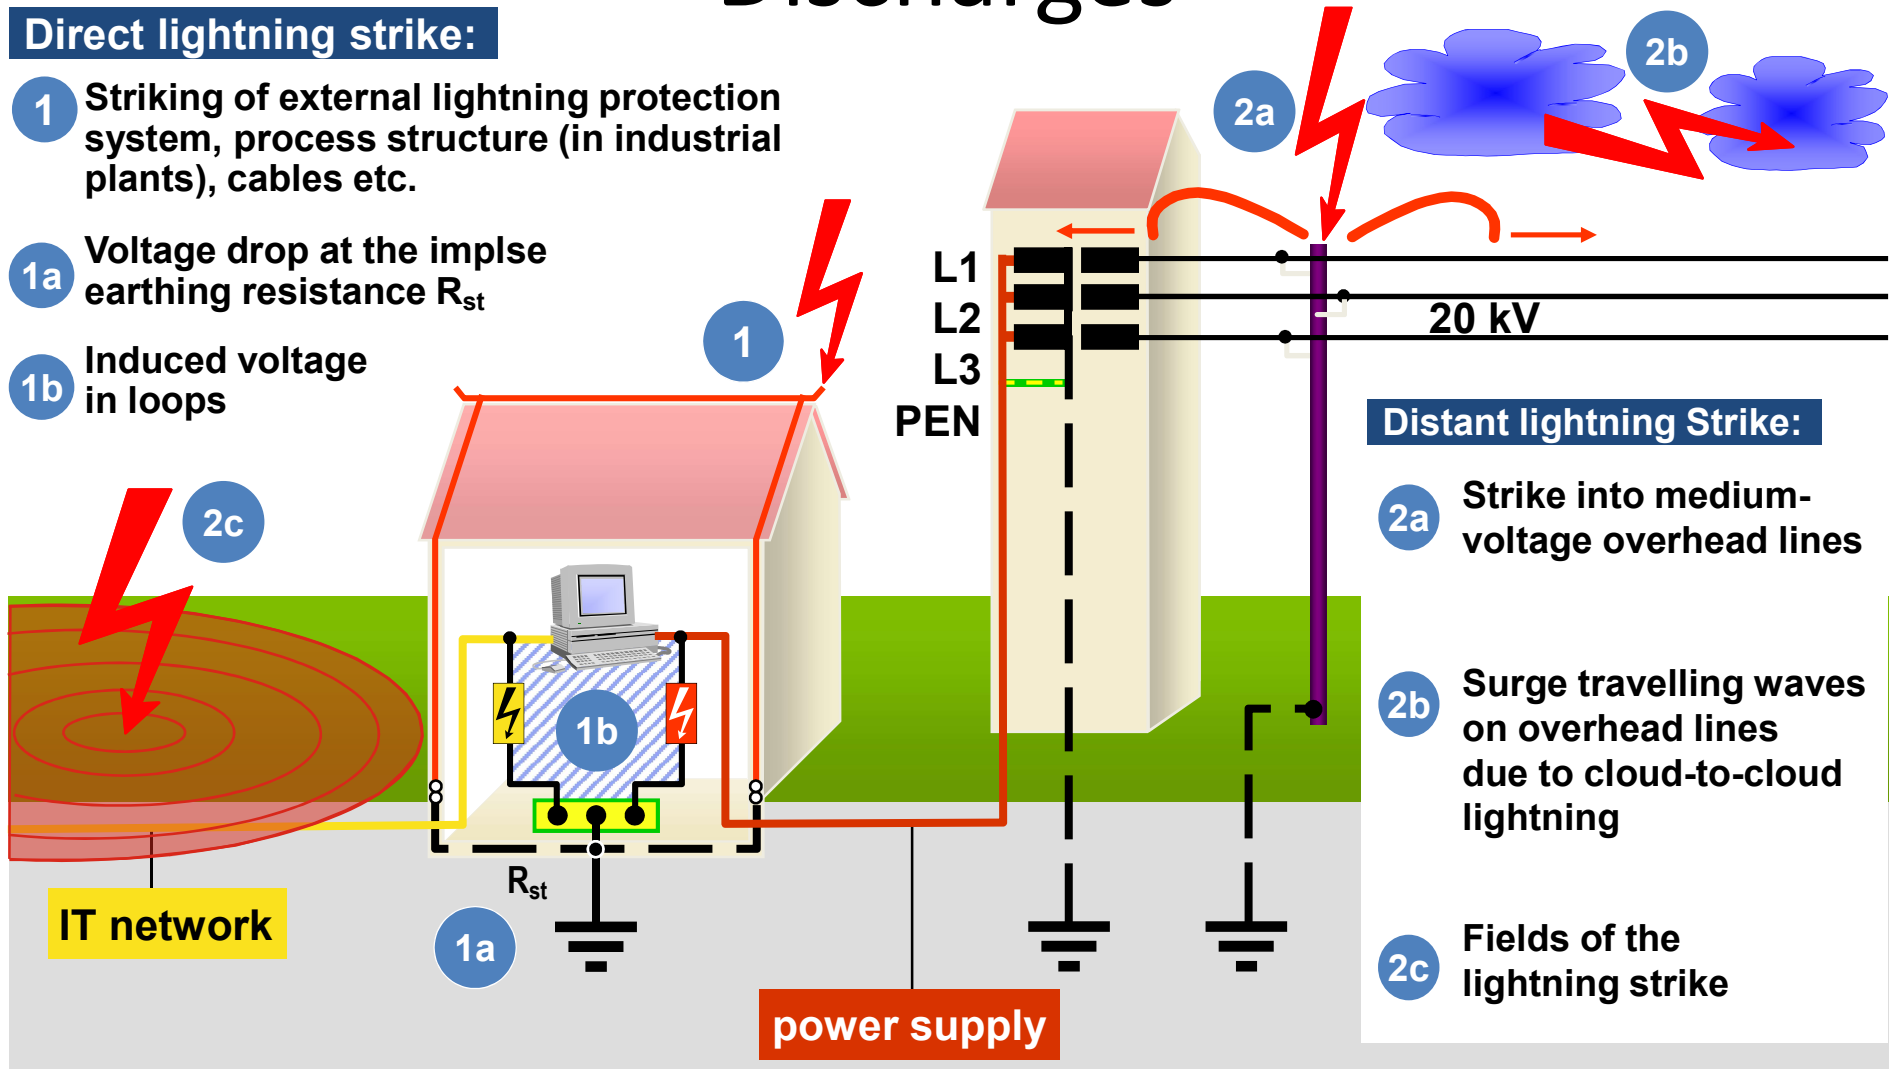 Discharges
Direct lightning strike:
1
Striking of external lightning protection
system, process structure (in industrial
plants), cables etc.
1a
Voltage drop at the implse
earthing resistance Rst
1b
Induced voltage
in loops
1
2a
2b
L1
L2
L3
PEN
20 kV
2c
1b
Rst
1a
IT network
power supply
Distant lightning Strike:
2a
Strike into medium-
voltage overhead lines
2b
Surge travelling waves
on overhead lines
due to cloud-to-cloud
lightning
2c
Fields of the
lightning strike